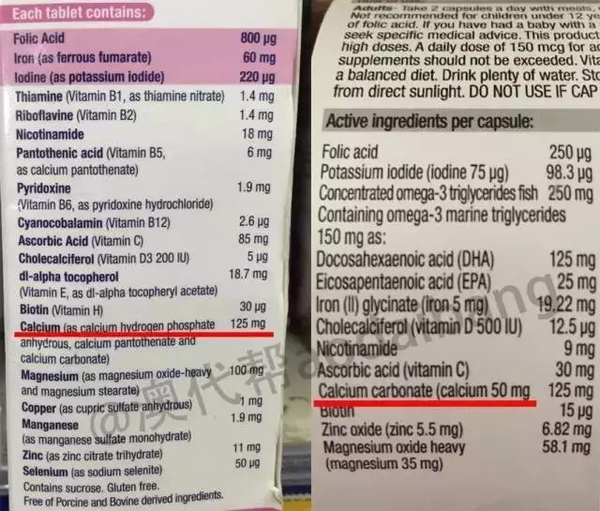 Each tablet contains:
Folic Acid 800 µg
Iron (as ferrous fumarate) 60 mg
Iodine (as potassium iodide) 220 µg
Thiamine (Vitamin B1, as thiamine nitrate) 1.4 mg
Riboflavine (Vitamin B2) 1.4 mg
Nicotinamide 18 mg
Pantothenic acid (Vitamin B5, 6 mg
as calcium pantothenate)
Pyridoxine 1.9 mg
(Vitamin B6, as pyridoxine hydrochloride)
Cyanocobalamin (Vitamin B12) 2.6 µg
Ascorbic Acid (Vitamin C) 85 mg
Cholecalciferol (Vitamin D3 200 IU) 5 µg
dl-alpha tocopherol 18.7 mg
(Vitamin E, as dl-alpha tocopheryl acetate)
Biotin (Vitamin H) 30 µg
Calcium (as calcium hydrogen phosphate 125 mg
anhydrous, calcium pantothenate and
calcium carbonate)
Magnesium (as magnesium oxide-heavy 100 mg
and magnesium stearate)
Copper (as cupric sulfate anhydrous) 1 mg
Manganese 1.9 mg
(as manganese sulfate monohydrate)
Zinc (as zinc citrate trihydrate) 11 mg
Selenium (as sodium selenite) 50 µg
Contains sucrose. Gluten free.
Free of Porcine and Bovine derived ingredients.
Adults- Take 2 capsules a day with meals,
Not recommended for children under 12 ye
of folic acid. If you have had a baby with a
seek specific medical advice. This product
high doses. A daily dose of 150 mcg for ad
supplements should not be exceeded. Vita
a balanced diet. Drink plenty of water. Sto
from direct sunlight. DO NOT USE IF CAP
Active ingredients per capsule:
Folic acid 250 µg
Potassium iodide (iodine 75 µg) 98.3 µg
Concentrated omega-3 triglycerides fish 250 mg
Containing omega-3 marine triglycerides
150 mg as:
Docosahexaenoic acid (DHA) 125 mg
Eicosapentaenoic acid (EPA) 25 mg
Iron (II) glycinate (iron 5 mg) 19.22 mg
Cholecalciferol (vitamin D 500 IU) 12.5 µg
Nicotinamide 9 mg
Ascorbic acid (vitamin C) 30 mg
Calcium carbonate (calcium 50 mg 125 mg
Biotin 15 µg
Zinc oxide (zinc 5.5 mg) 6.82 mg
Magnesium oxide heavy 58.1 mg
(magnesium 35 mg)
@澳代帮